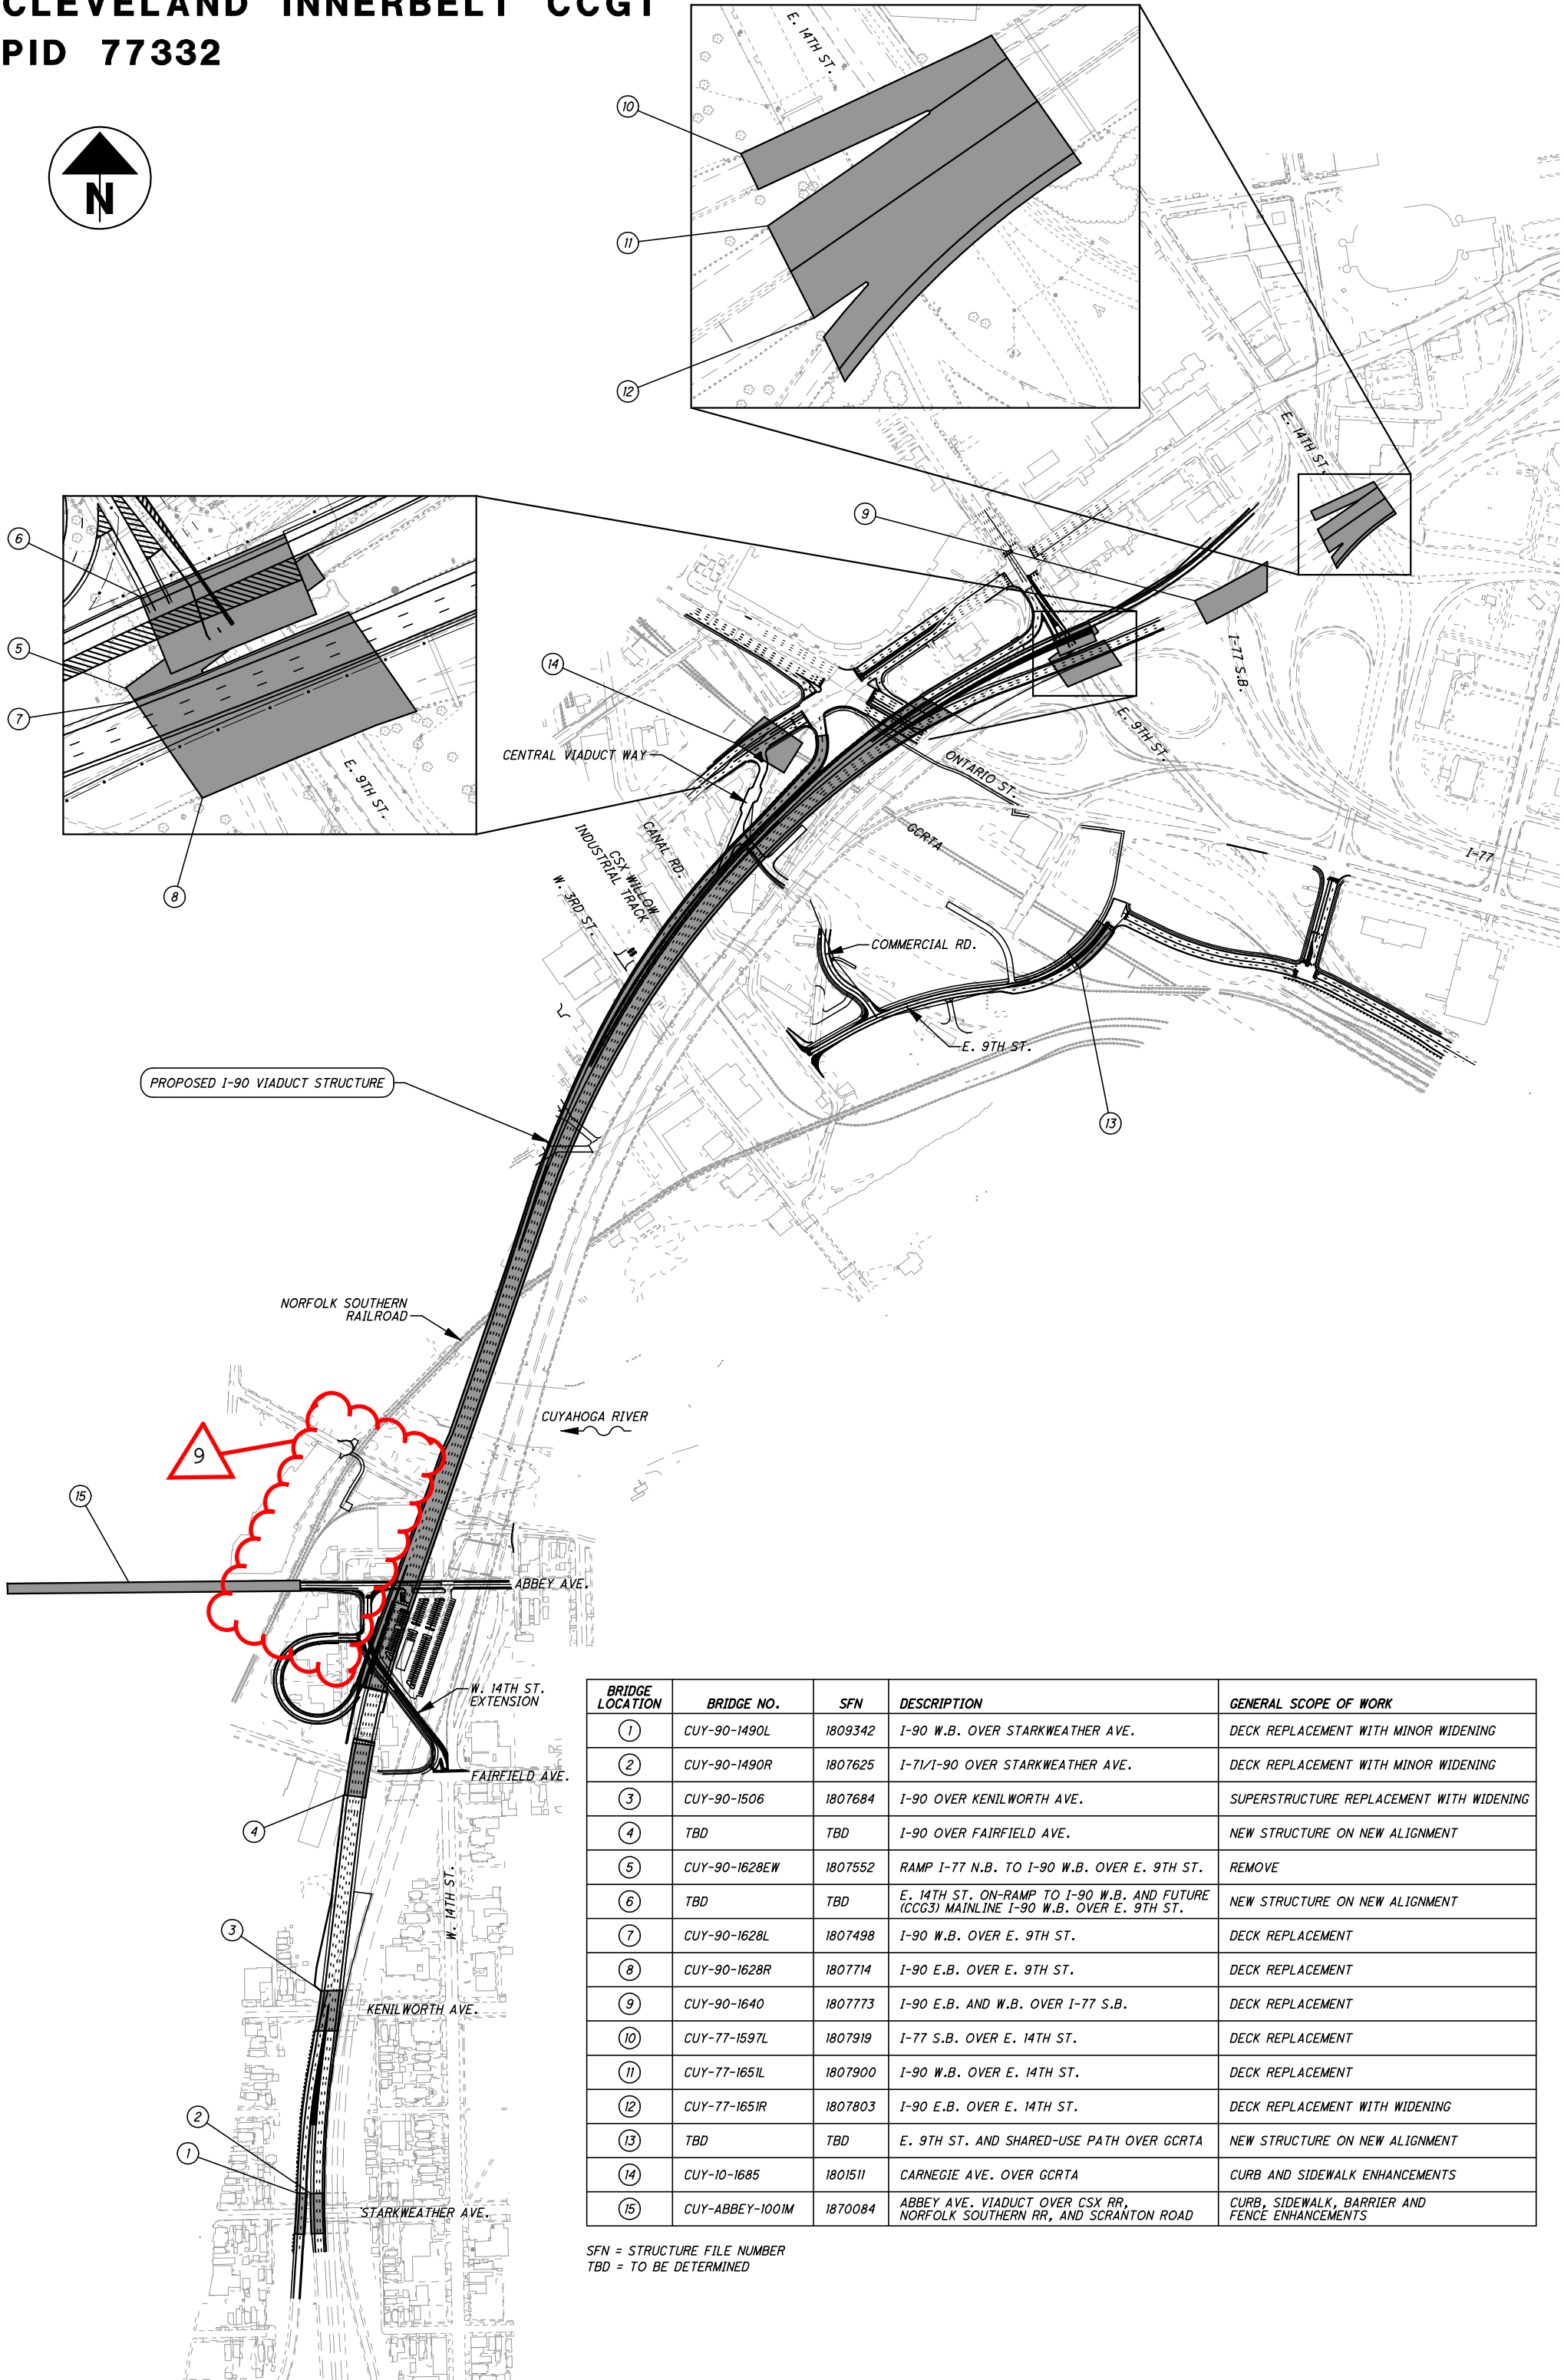 CLEVELAND INNERBELT CCG1
PID 77332
N
E. 14TH ST.
10
11
12
E. 14TH ST.
9
6
5
7
8
E. 9TH ST.
14
CENTRAL VIADUCT WAY
I-77 S.B.
E. 9TH ST.
ONTARIO ST.
GCRTA
I-77
CANAL RD.
CSX WILLOW
INDUSTRIAL TRACK
W. 3RD ST.
COMMERCIAL RD.
E. 9TH ST.
13
PROPOSED I-90 VIADUCT STRUCTURE
NORFOLK SOUTHERN
RAILROAD
CUYAHOGA RIVER
9
15
ABBEY AVE.
W. 14TH ST.
EXTENSION
FAIRFIELD AVE.
4
W. 14TH ST.
3
KENILWORTH AVE.
2
1
STARKWEATHER AVE.
BRIDGE LOCATION BRIDGE NO. SFN DESCRIPTION GENERAL SCOPE OF WORK
1 CUY-90-1490L 1809342 I-90 W.B. OVER STARKWEATHER AVE. DECK REPLACEMENT WITH MINOR WIDENING
2 CUY-90-1490R 1807625 I-71/I-90 OVER STARKWEATHER AVE. DECK REPLACEMENT WITH MINOR WIDENING
3 CUY-90-1506 1807684 I-90 OVER KENILWORTH AVE. SUPERSTRUCTURE REPLACEMENT WITH WIDENING
4 TBD TBD I-90 OVER FAIRFIELD AVE. NEW STRUCTURE ON NEW ALIGNMENT
5 CUY-90-1628EW 1807552 RAMP I-77 N.B. TO I-90 W.B. OVER E. 9TH ST. REMOVE
6 TBD TBD E. 14TH ST. ON-RAMP TO I-90 W.B. AND FUTURE (CCG3) MAINLINE I-90 W.B. OVER E. 9TH ST. NEW STRUCTURE ON NEW ALIGNMENT
7 CUY-90-1628L 1807498 I-90 W.B. OVER E. 9TH ST. DECK REPLACEMENT
8 CUY-90-1628R 1807714 I-90 E.B. OVER E. 9TH ST. DECK REPLACEMENT
9 CUY-90-1640 1807773 I-90 E.B. AND W.B. OVER I-77 S.B. DECK REPLACEMENT
10 CUY-77-1597L 1807919 I-77 S.B. OVER E. 14TH ST. DECK REPLACEMENT
11 CUY-77-1651L 1807900 I-90 W.B. OVER E. 14TH ST. DECK REPLACEMENT
12 CUY-77-1651R 1807803 I-90 E.B. OVER E. 14TH ST. DECK REPLACEMENT WITH WIDENING
13 TBD TBD E. 9TH ST. AND SHARED-USE PATH OVER GCRTA NEW STRUCTURE ON NEW ALIGNMENT
14 CUY-10-1685 1801511 CARNEGIE AVE. OVER GCRTA CURB AND SIDEWALK ENHANCEMENTS
15 CUY-ABBEY-1001M 1870084 ABBEY AVE. VIADUCT OVER CSX RR, NORFOLK SOUTHERN RR, AND SCRANTON ROAD CURB, SIDEWALK, BARRIER AND FENCE ENHANCEMENTS
SFN = STRUCTURE FILE NUMBER
TBD = TO BE DETERMINED